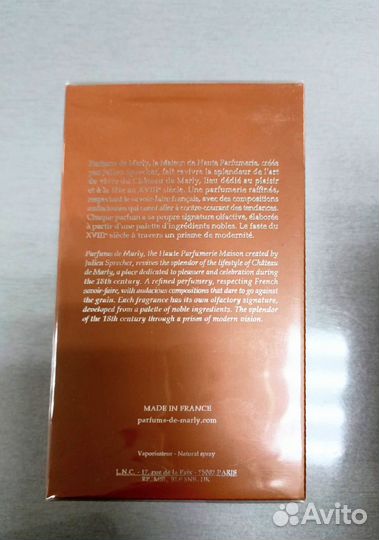 Parfums de Marly, la Maison de Haute Parfumerie, créée
par Julien Sprecher, fait revivre la splendeur de l'art
de vivre du Château de Marly, lieu dédié au plaisir
et à la fête au XVIIIe siècle. Une parfumerie raffinée,
respectant le savoir-faire français, avec des compositions
audacieuses qui vont aller à contre-courant des tendances.
Chaque parfum a sa propre signature olfactive, élaborée
à partir d'une palette d'ingrédients nobles. Le faste du
XVIIIe siècle à travers un prisme de modernité.
Parfums de Marly, the Haute Parfumerie Maison created by
Julien Sprecher, revives the splendor of the lifestyle of Château
de Marly, a place dedicated to pleasure and celebration during
the 18th century. A refined perfumery, respecting French
savoir-faire, with audacious compositions that dare to go against
the grain. Each fragrance has its own olfactory signature,
developed from a palette of noble ingredients. The splendor
of the 18th century through a prism of modern vision.
MADE IN FRANCE
parfums-de-marly.com
Vaporisateur - Natural spray
L.N.C. - 17, rue de la Paix - 75002 PARIS
UK
Avito